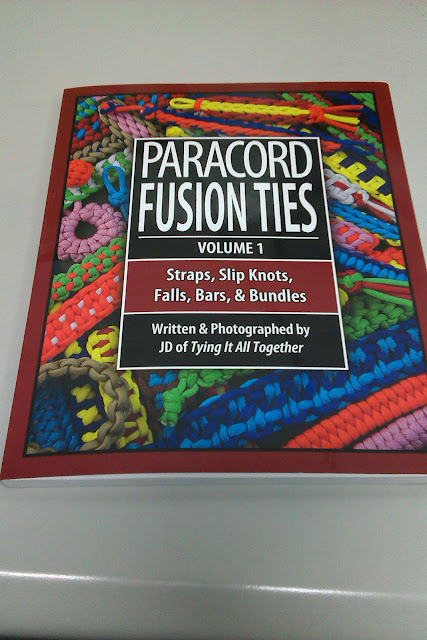 PARACORD
FUSION TIES
VOLUME 1
Straps, Slip Knots,
Falls, Bars, & Bundles
Written & Photographed by
JD of Tying It All Together